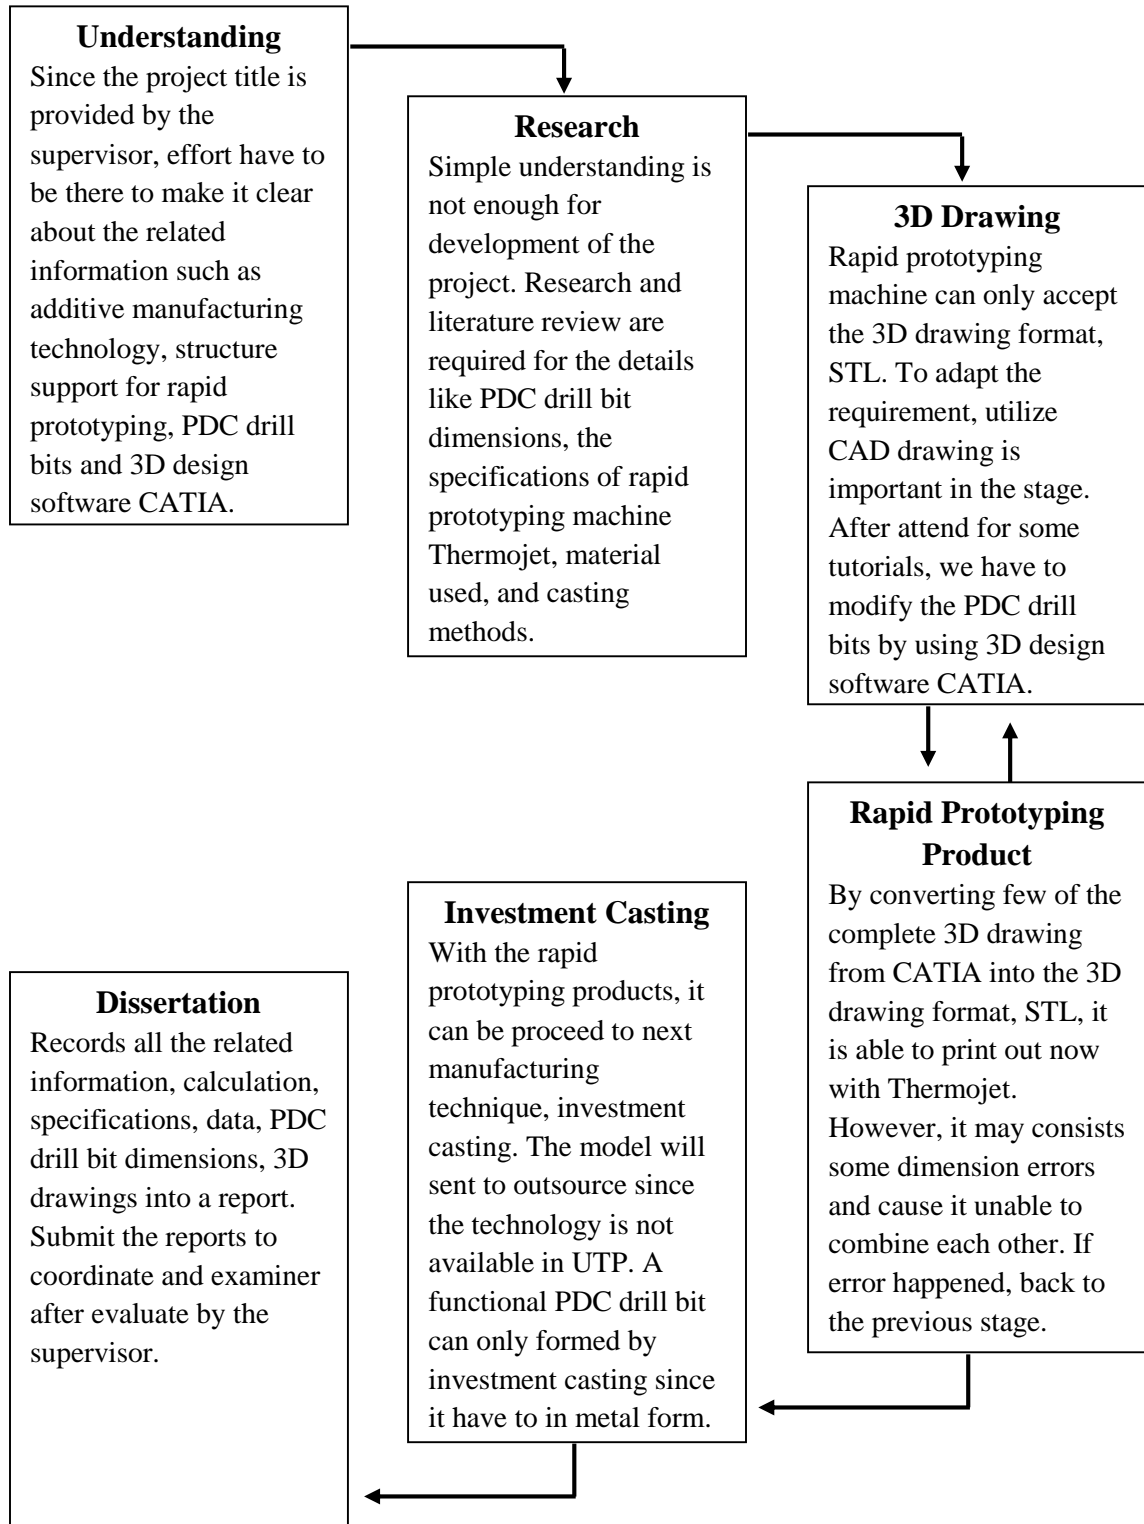 Understanding
Since the project title is
provided by the
supervisor, effort have to
be there to make it clear
about the related
information such as
additive manufacturing
technology, structure
support for rapid
prototyping, PDC drill
bits and 3D design
software CATIA.
Research
Simple understanding is
not enough for
development of the
project. Research and
literature review are
required for the details
like PDC drill bit
dimensions, the
specifications of rapid
prototyping machine
Thermojet, material
used, and casting
methods.
3D Drawing
Rapid prototyping
machine can only accept
the 3D drawing format,
STL. To adapt the
requirement, utilize
CAD drawing is
important in the stage.
After attend for some
tutorials, we have to
modify the PDC drill
bits by using 3D design
software CATIA.
Rapid Prototyping
Product
By converting few of the
complete 3D drawing
from CATIA into the 3D
drawing format, STL, it
is able to print out now
with Thermojet.
However, it may consists
some dimension errors
and cause it unable to
combine each other. If
error happened, back to
the previous stage.
Investment Casting
With the rapid
prototyping products, it
can be proceed to next
manufacturing
technique, investment
casting. The model will
sent to outsource since
the technology is not
available in UTP. A
functional PDC drill bit
can only formed by
investment casting since
it have to in metal form.
Dissertation
Records all the related
information, calculation,
specifications, data, PDC
drill bit dimensions, 3D
drawings into a report.
Submit the reports to
coordinate and examiner
after evaluate by the
supervisor.